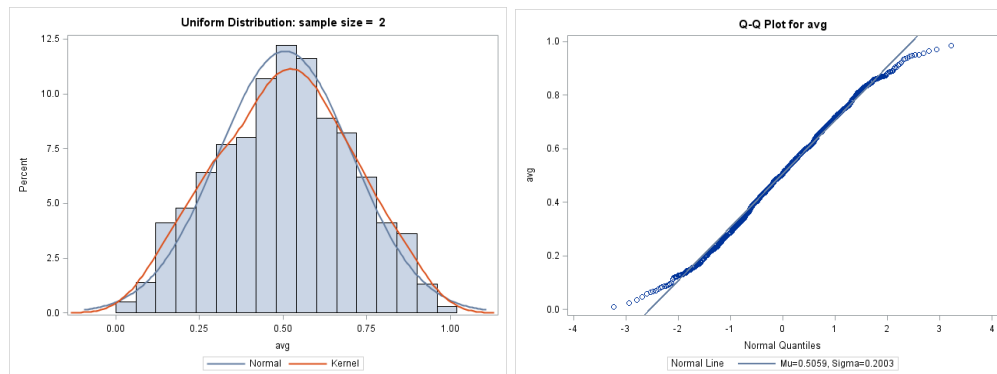 Uniform Distribution: sample size = 2
12.5
10.0
7.5
5.0
2.5
0.0
Percent
0.00
0.25
0.50
0.75
1.00
avg
Normal
Kernel
Q-Q Plot for avg
1.0
0.8
0.6
0.4
0.2
0.0
avg
-4
-3
-2
-1
0
1
2
3
4
Normal Quantiles
Normal Line
Mu=0.5059, Sigma=0.2003